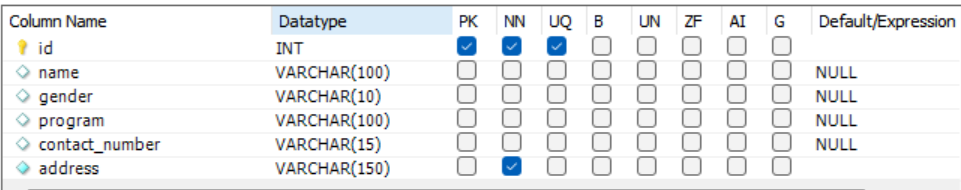 Column Name Datatype PK NN UQ B UN ZF AI G Default/Expression
id INT
name VARCHAR(100) NULL
gender VARCHAR(10) NULL
program VARCHAR(100) NULL
contact_number VARCHAR(15) NULL
address VARCHAR(150)